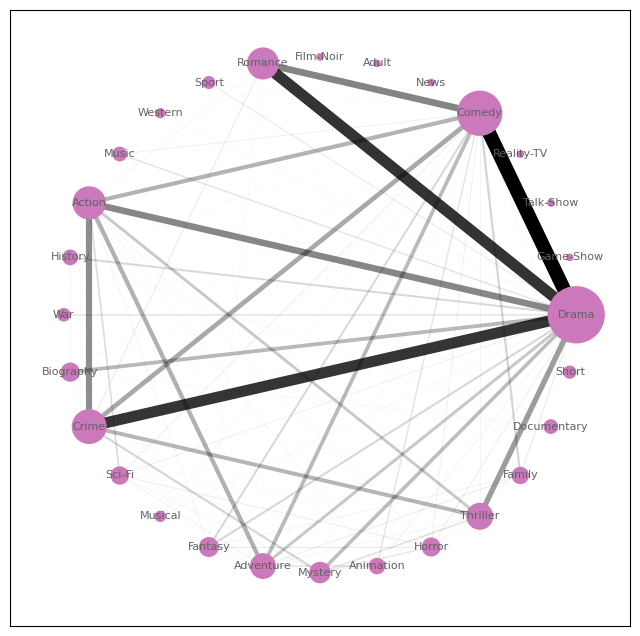 Film-Noir
Romance
Adult
Sport
News
Western
Comedy
Music
Reality-TV
Action
Talk-Show
History
Game-Show
War
Drama
Biography
Short
Crime
Documentary
Sci-Fi
Family
Musical
Thriller
Fantasy
Horror
Adventure
Animation
Mystery